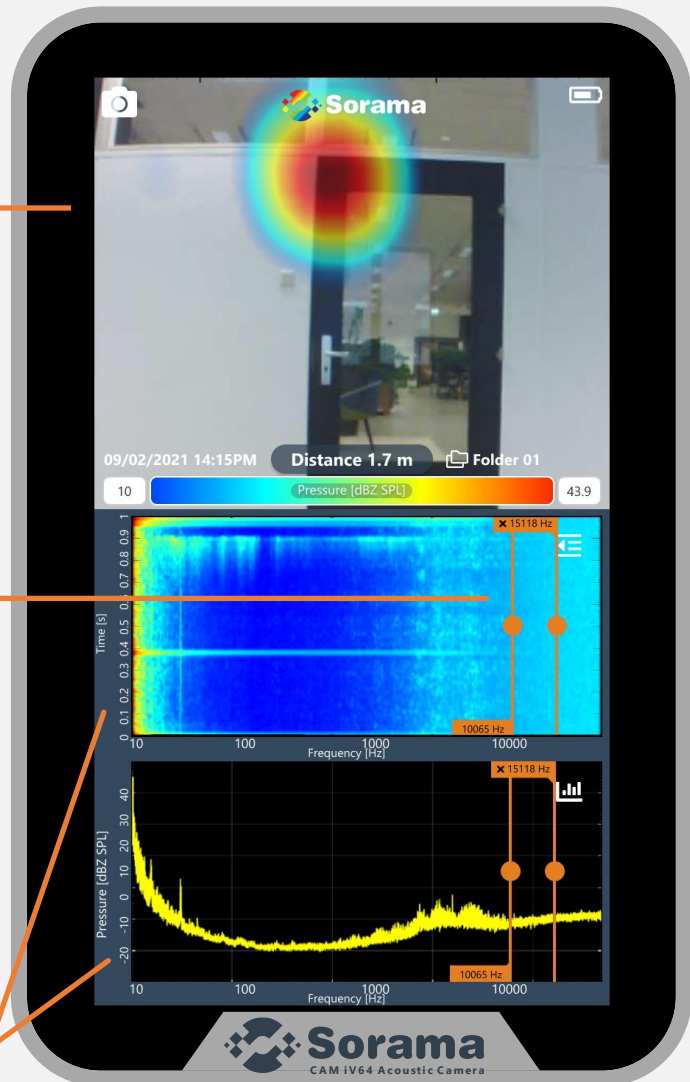 Sorama
09/02/2021 14:15PM Distance 1.7 m Folder 01
10 Pressure [dBZ SPL] 43.9
Time [s]
0 0.1 0.2 0.3 0.4 0.5 0.6 0.7 0.8 0.9 1
× 15118 Hz
10065 Hz
10 100 1000 10000
Frequency [Hz]
Pressure [dBZ SPL]
-20 -10 0 10 20 30 40
× 15118 Hz
10065 Hz
10 100 1000 10000
Frequency [Hz]
Sorama
CAM iV64 Acoustic Camera